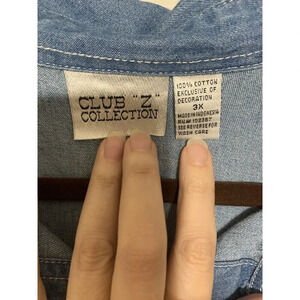 CLUB "Z"
COLLECTION
100% COTTON
EXCLUSIVE OF
DECORATION
3X
MADE IN INDONESIA
SEE REVERSE FOR
WASH CARE